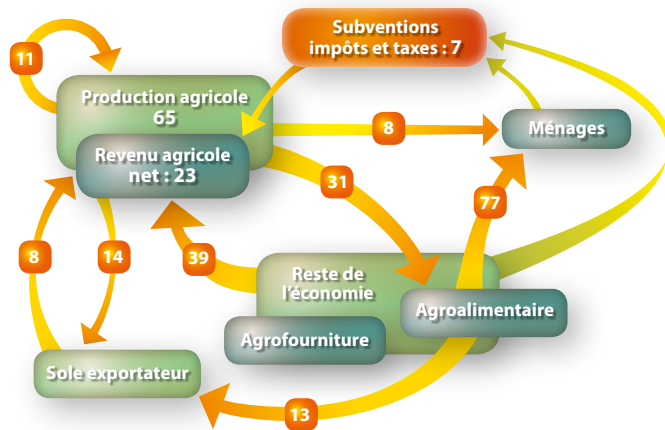 Subventions
impôts et taxes : 7
11
Production agricole
65
8
Ménages
Revenu agricole
net : 23
31
77
8
14
39
Reste de
l'économie
Agroalimentaire
Agrofourniture
Sole exportateur
13